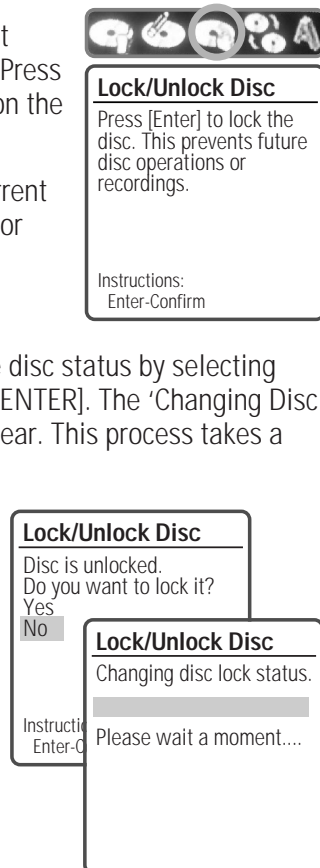 t
Press
on the
rrent
or
Lock/Unlock Disc
Press [Enter] to lock the
disc. This prevents future
disc operations or
recordings.
Instructions:
Enter-Confirm
e disc status by selecting
ENTER]. The ‘Changing Disc
ear. This process takes a
Lock/Unlock Disc
Disc is unlocked.
Do you want to lock it?
Yes
No
Instructio
Enter-C
Lock/Unlock Disc
Changing disc lock status.
Please wait a moment....